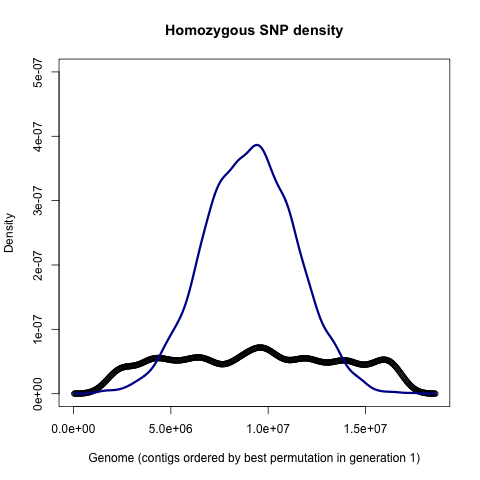 Homozygous SNP density
5e-07
4e-07
3e-07
2e-07
1e-07
0e+00
Density
0.0e+00 5.0e+06 1.0e+07 1.5e+07
Genome (contigs ordered by best permutation in generation 1)